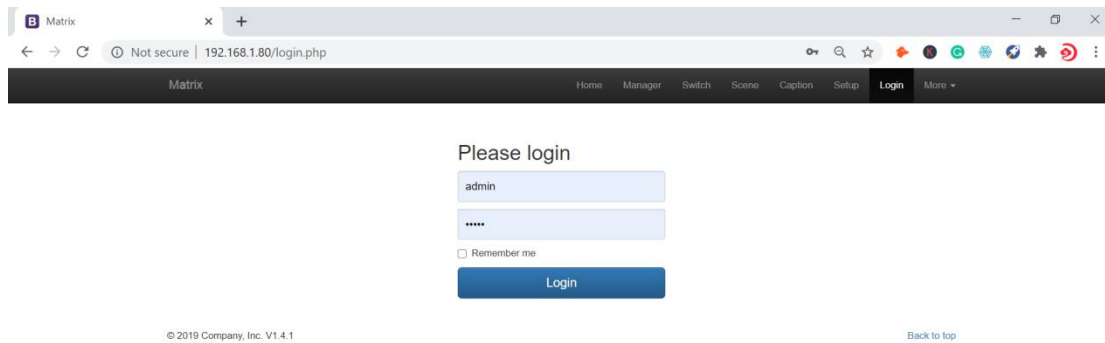 B Matrix
Not secure | 192.168.1.80/login.php
Matrix Home Manager Switch Scene Caption Setup Login More
Please login
admin
•••••
Remember me
Login
© 2019 Company, Inc. V1.4.1 Back to top